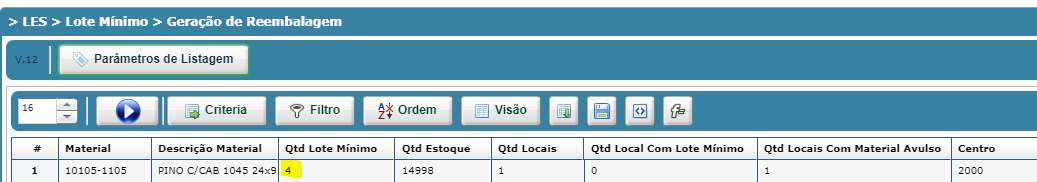 > LES > Lote Mínimo > Geração de Reembalagem
V.12 Parâmetros de Listagem
16 Criteria Filtro Ordem Visão
# Material Descrição Material Qtd Lote Mínimo Qtd Estoque Qtd Locais Qtd Local Com Lote Mínimo Qtd Locais Com Material Avulso Centro
1 10105-1105 PINO C/CAB 1045 24x9 4 14998 1 0 1 2000